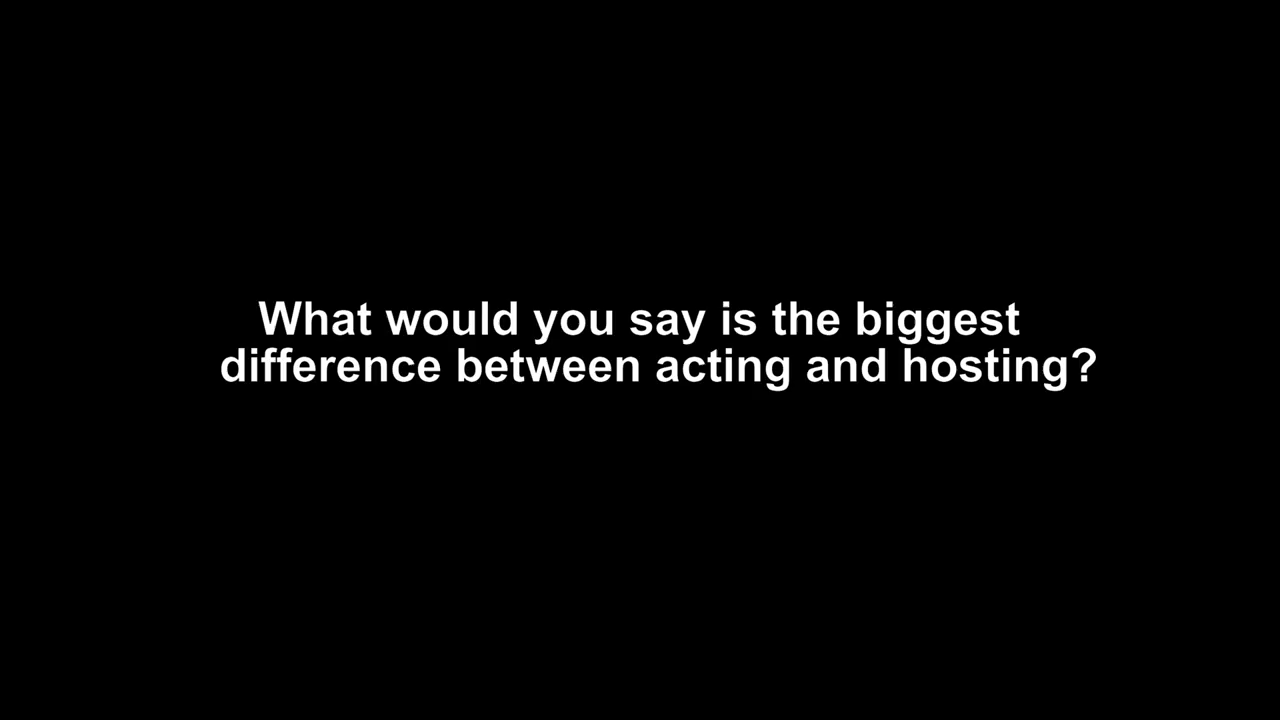 What would you say is the biggest
difference between acting and hosting?